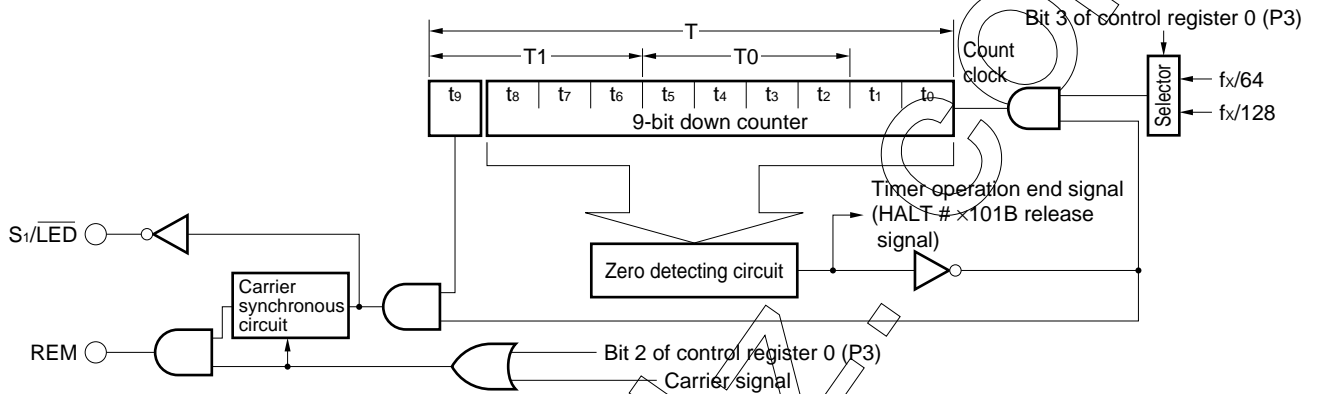 Bit 3 of control register 0 (P3)
T
T1
T0
Count
clock
Selector
fX/64
fX/128
t9
t8
t7
t6
t5
t4
t3
t2
t1
t0
9-bit down counter
Timer operation end signal
(HALT # ×101B release
signal)
S1/LED
Zero detecting circuit
Carrier
synchronous
circuit
REM
Bit 2 of control register 0 (P3)
Carrier signal